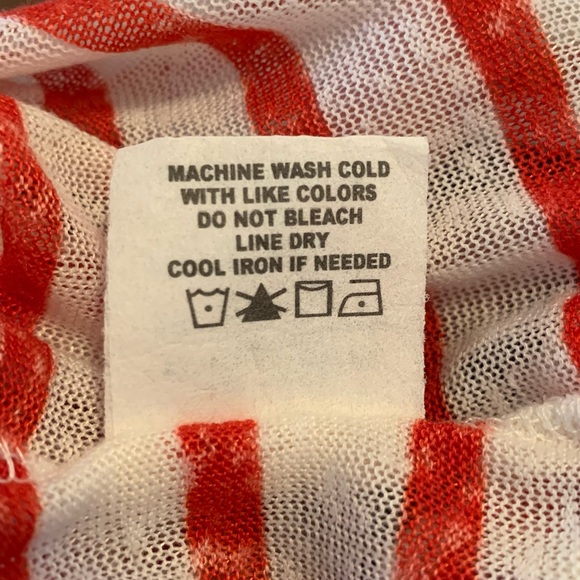 MACHINE WASH COLD
WITH LIKE COLORS
DO NOT BLEACH
LINE DRY
COOL IRON IF NEEDED